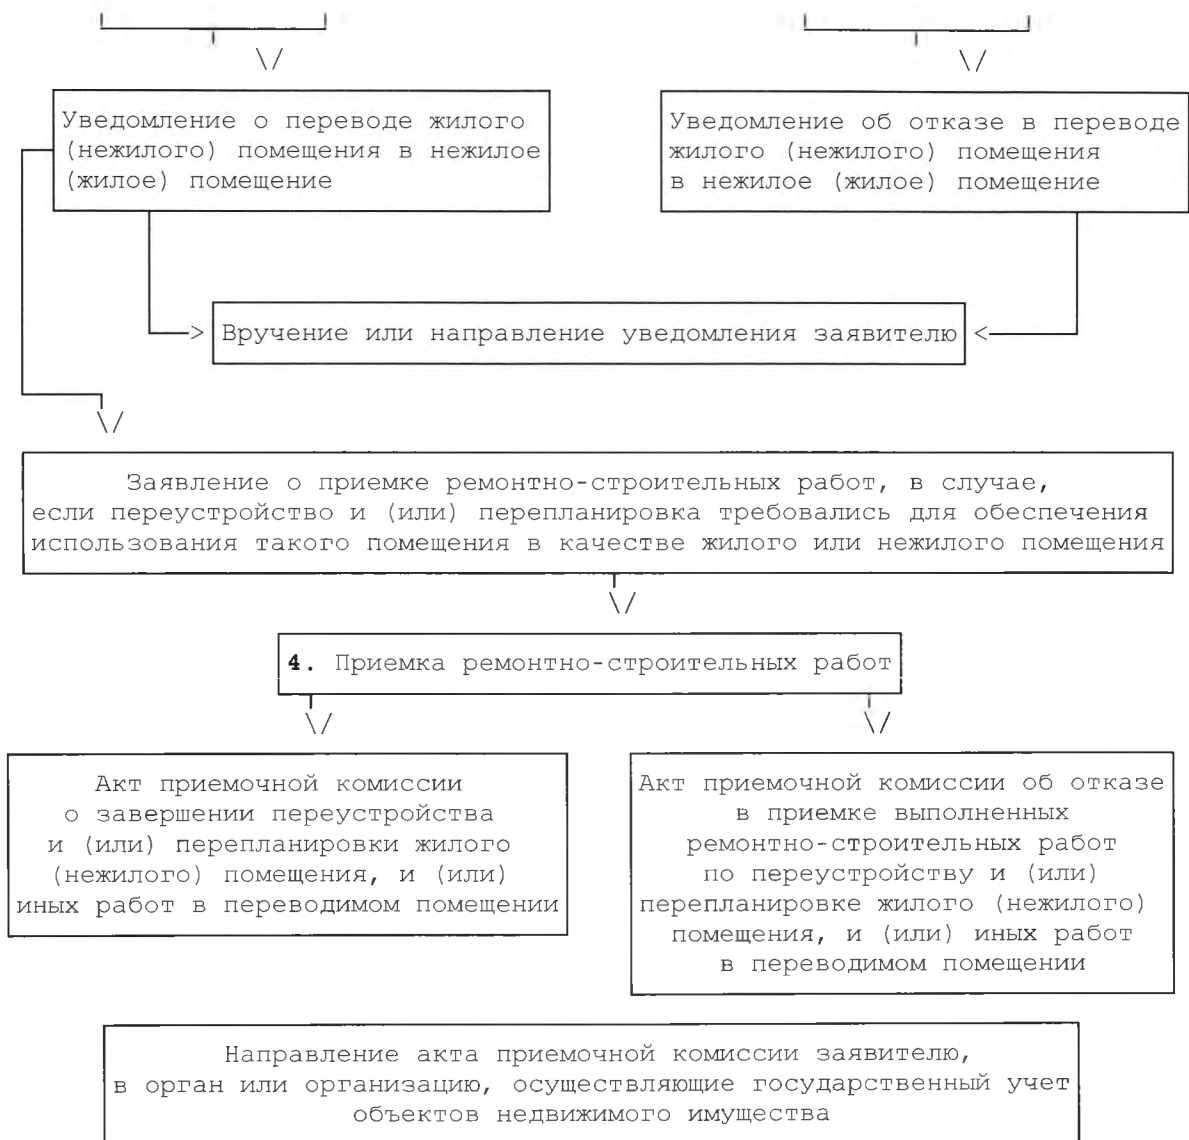 Уведомление о переводе жилого
(нежилого) помещения в нежилое
(жилое) помещение
Уведомление об отказе в переводе
жилого (нежилого) помещения
в нежилое (жилое) помещение
Вручение или направление уведомления заявителю
Заявление о приемке ремонтно-строительных работ, в случае,
если переустройство и (или) перепланировка требовались для обеспечения
использования такого помещения в качестве жилого или нежилого помещения
4. Приемка ремонтно-строительных работ
Акт приемочной комиссии
о завершении переустройства
и (или) перепланировки жилого
(нежилого) помещения, и (или)
иных работ в переводимом помещении
Акт приемочной комиссии об отказе
в приемке выполненных
ремонтно-строительных работ
по переустройству и (или)
перепланировке жилого (нежилого)
помещения, и (или) иных работ
в переводимом помещении
Направление акта приемочной комиссии заявителю,
в орган или организацию, осуществляющие государственный учет
объектов недвижимого имущества